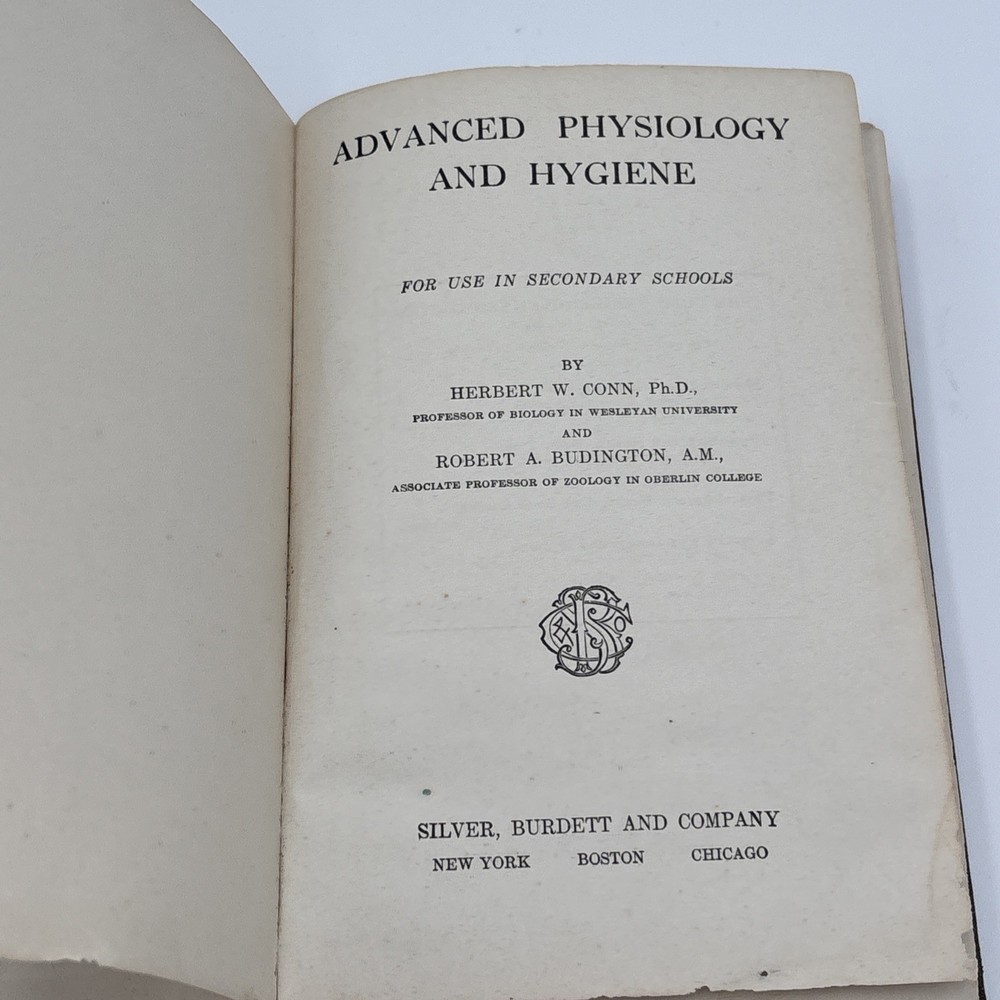 ADVANCED PHYSIOLOGY
AND HYGIENE
FOR USE IN SECONDARY SCHOOLS
BY
HERBERT W. CONN, Ph.D.,
PROFESSOR OF BIOLOGY IN WESLEYAN UNIVERSITY
AND
ROBERT A. BUDINGTON, A.M.,
ASSOCIATE PROFESSOR OF ZOOLOGY IN OBERLIN COLLEGE
SILVER, BURDETT AND COMPANY
NEW YORK BOSTON CHICAGO